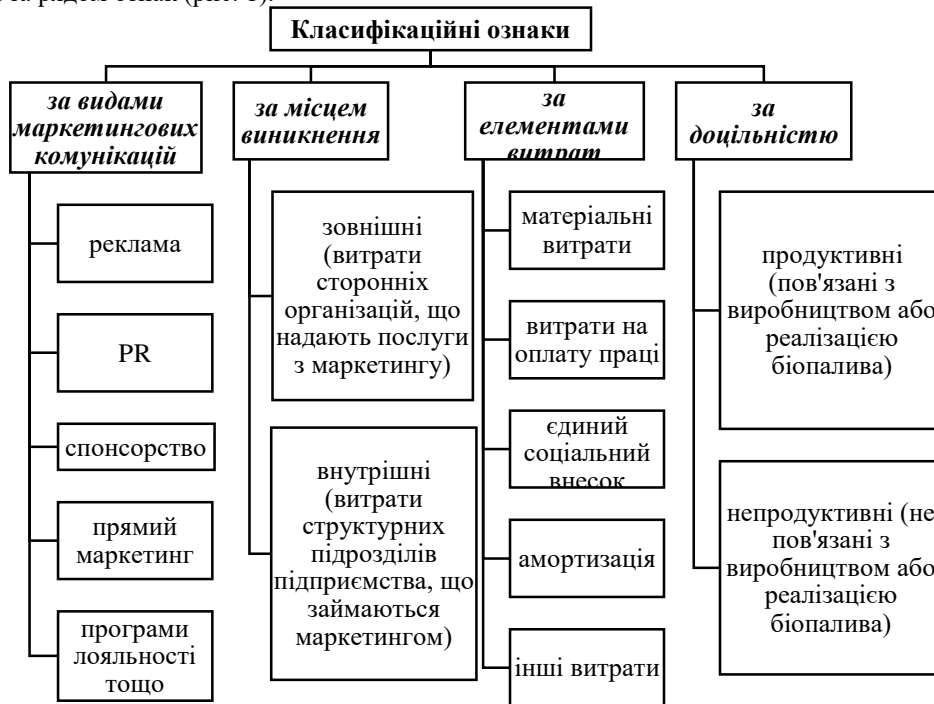 Класифікаційні ознаки
за видами
маркетингових
комунікацій
реклама
PR
спонсорство
прямий
маркетинг
програми
лояльності
тощо
за місцем
виникнення
зовнішні
(витрати
сторонніх
організацій, що
надають послуги
з маркетингу)
внутрішні
(витрати
структурних
підрозділів
підприємства, що
займаються
маркетингом)
за
елементами
витрат
матеріальні
витрати
витрати на
оплату праці
єдиний
соціальний
внесок
амортизація
інші витрати
за
доцільністю
продуктивні
(пов'язані з
виробництвом або
реалізацією
біопалива)
непродуктивні (не
пов'язані з
виробництвом або
реалізацією
біопалива)